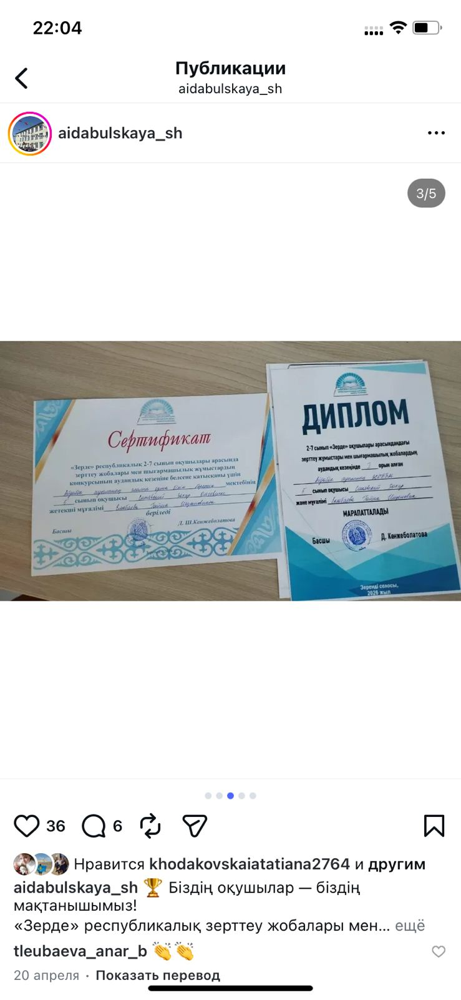 22:04
Публикации
aidabulskaya_sh
aidabulskaya_sh
3/5
Сертификат
«Зерде» республикалық 2-7 сынып оқушылары арасында
зерттеу жобалары мен шығармашылық жұмыстардың
конкурсының аудандық кезеңіне белсене қатысқаны үшін
мектебінің
5 сынып оқушысы
жетекші мұғалімі
беріледі
Басшы
Д. Ш.Кенжеболатова
ДИПЛОМ
2-7 сынып «Зерде» оқушылары арасындағы
зерттеу жұмыстары мен шығармашылық жобалардың
аудандық кезеңінде I орын алған
5 сынып оқушысы
және мұғалімі
МАРАПАТТАЛАДЫ
Басшы
Д. Кенжеболатова
Зеренді селосы,
2026 жыл
36
6
Нравится khodakovskaiatatiana2764 и другим
aidabulskaya_sh 🏆 Біздің оқушылар — біздің
мақтанышымыз!
«Зерде» республикалық зерттеу жобалары мен... ещё
tleubaeva_anar_b 👏👏
20 апреля • Показать перевод